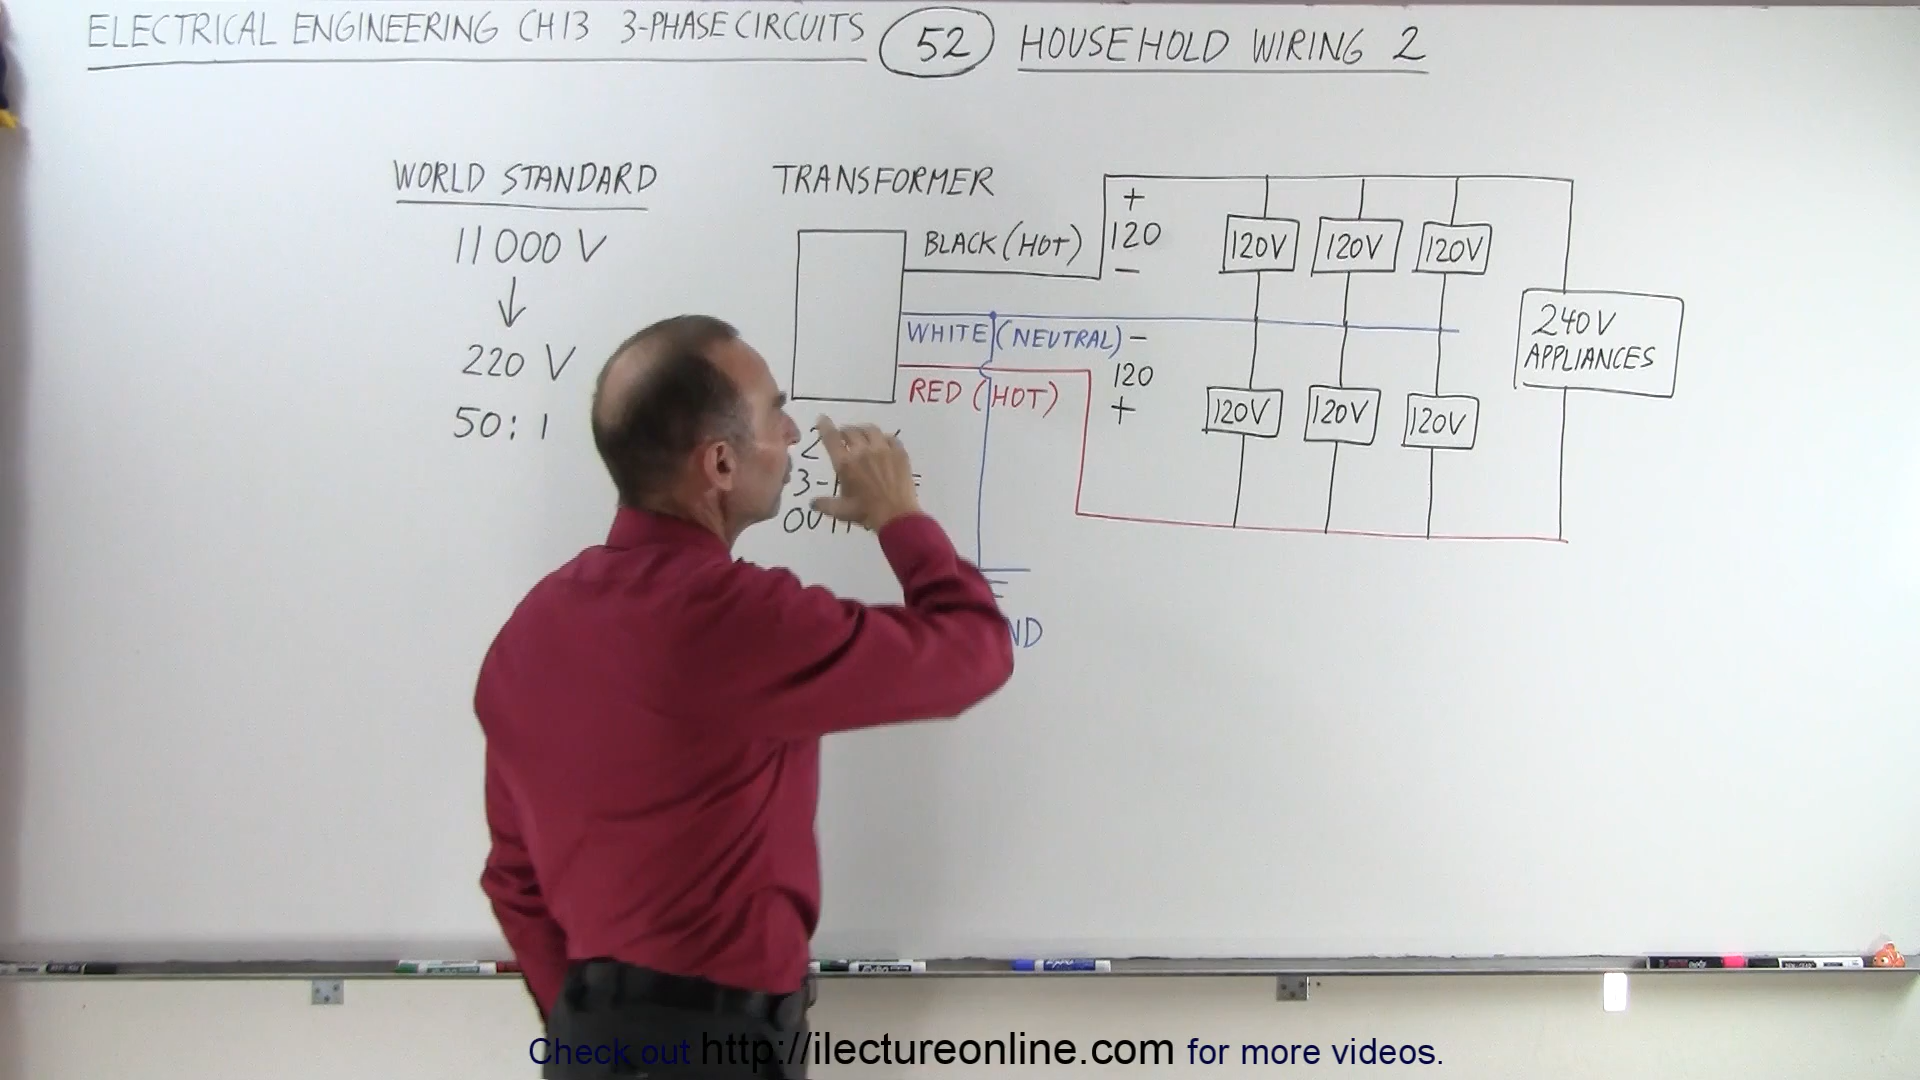 ELECTRICAL ENGINEERING CH13 3-PHASE CIRCUITS 52 HOUSEHOLD WIRING 2
WORLD STANDARD
11000 V
220 V
50:1
TRANSFORMER
BLACK (HOT)
WHITE (NEUTRAL)
RED (HOT)
+
120
-
-
120
+
120V 120V 120V
120V 120V 120V
240V
APPLIANCES
Check out http://ilectureonline.com for more videos.